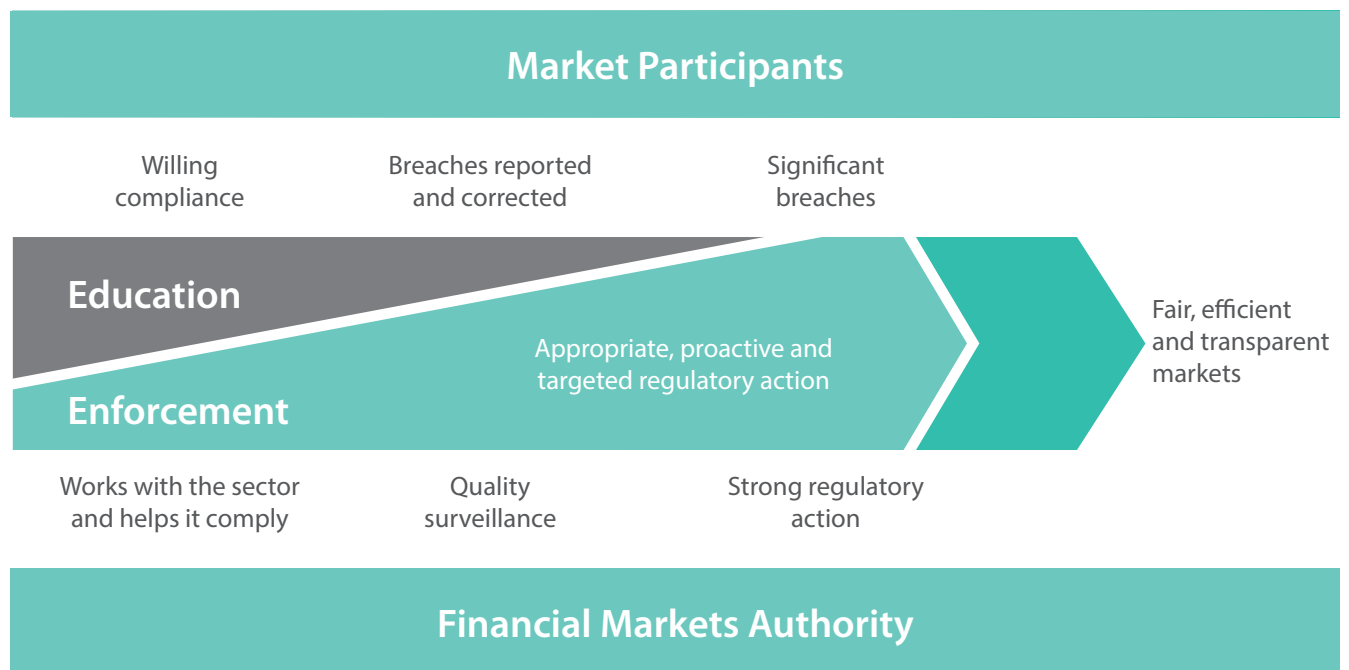 Market Participants
Willing
compliance
Breaches reported
and corrected
Significant
breaches
Education
Appropriate, proactive and
targeted regulatory action
Enforcement
Fair, efficient
and transparent
markets
Works with the sector
and helps it comply
Quality
surveillance
Strong regulatory
action
Financial Markets Authority